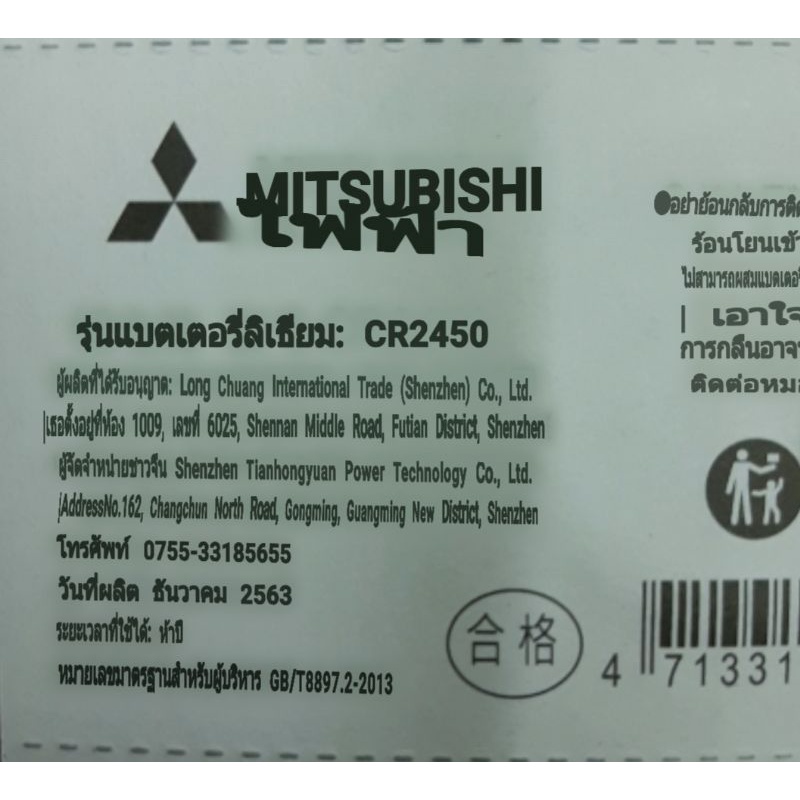 MITSUBISHI
ไฟฟ้า
รุ่นแบตเตอรี่ลิเธียม: CR2450
ผู้ผลิตที่ได้รับอนุญาต: Long Chuang International Trade (Shenzhen) Co., Ltd.
เธอตั้งอยู่ที่ห้อง 1009, เลขที่ 6025, Shennan Middle Road, Futian District, Shenzhen
ผู้จัดจำหน่ายชาวจีน Shenzhen Tianhongyuan Power Technology Co., Ltd.
AddressNo.162, Changchun North Road, Gongming, Guangming New District, Shenzhen
โทรศัพท์ 0755-33185655
วันที่ผลิต ธันวาคม 2563
ระยะเวลาที่ใช้ได้: ห้าปี
หมายเลขมาตรฐานสำหรับผู้บริหาร GB/T8897.2-2013
合格
●อย่าย้อนกลับการติด
ร้อนโยนเข้า
ไม่สามารถผสมแบตเตอรี่
เอาใจ
การกลืนอาจ
ติดต่อหมอ
4 71331